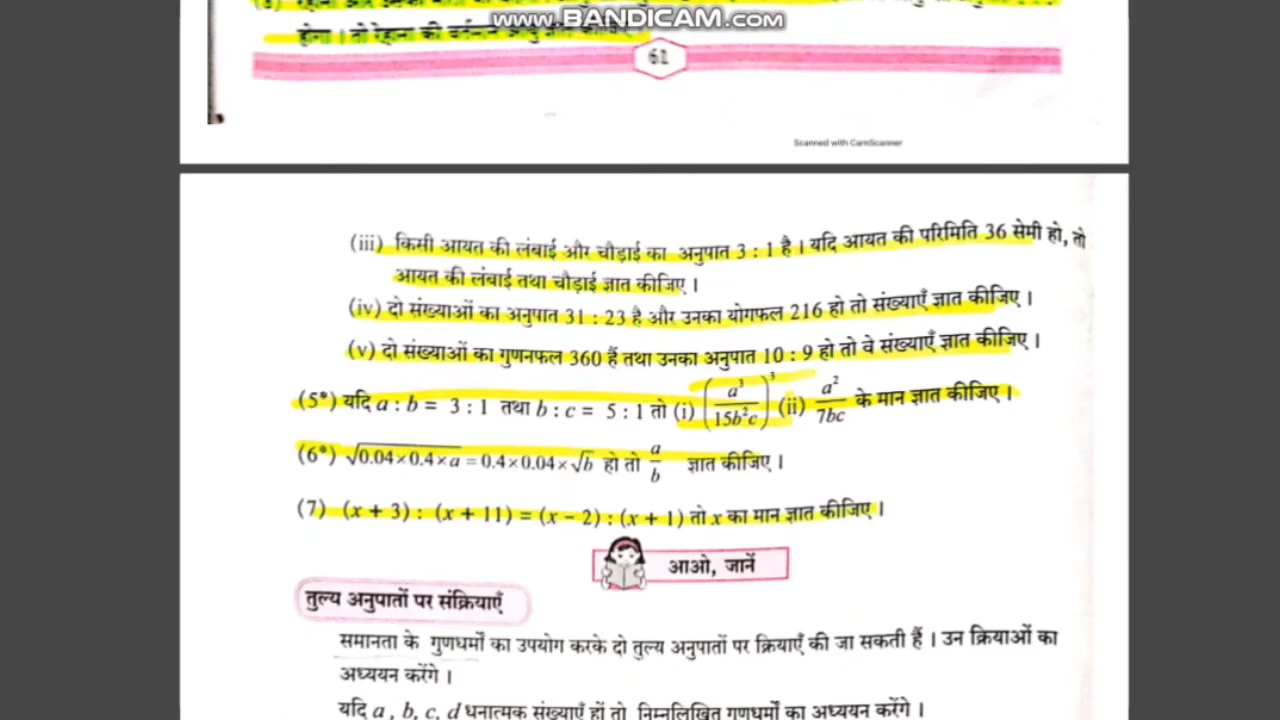 www.BANDICAM.com
होगा । तो रेहाना की वर्तमान आयु
61
Scanned with CamScanner
(iii) किसी आयत की लंबाई और चौड़ाई का अनुपात 3 : 1 है । यदि आयत की परिमिति 36 सेमी हो, तो
आयत की लंबाई तथा चौड़ाई ज्ञात कीजिए ।
(iv) दो संख्याओं का अनुपात 31 : 23 है और उनका योगफल 216 हो तो संख्याएँ ज्ञात कीजिए ।
(v) दो संख्याओं का गुणनफल 360 हैं तथा उनका अनुपात 10 : 9 हो तो वे संख्याएँ ज्ञात कीजिए ।
(5*) यदि a : b = 3 : 1 तथा b : c = 5 : 1 तो (i) (a³/15b²c)³ (ii) a²/7bc के मान ज्ञात कीजिए ।
(6*) √0.04×0.4×a = 0.4×0.04×√b हो तो a/b ज्ञात कीजिए ।
(7) (x + 3) : (x + 11) = (x − 2) : (x + 1) तो x का मान ज्ञात कीजिए ।
आओ, जानें
तुल्य अनुपातों पर संक्रियाएँ
समानता के गुणधर्मों का उपयोग करके दो तुल्य अनुपातों पर क्रियाएँ की जा सकती हैं । उन क्रियाओं का
अध्ययन करेंगे ।
यदि a , b, c, d धनात्मक संख्याएँ हों तो निम्नलिखित गुणधर्मों का अध्ययन करेंगे ।